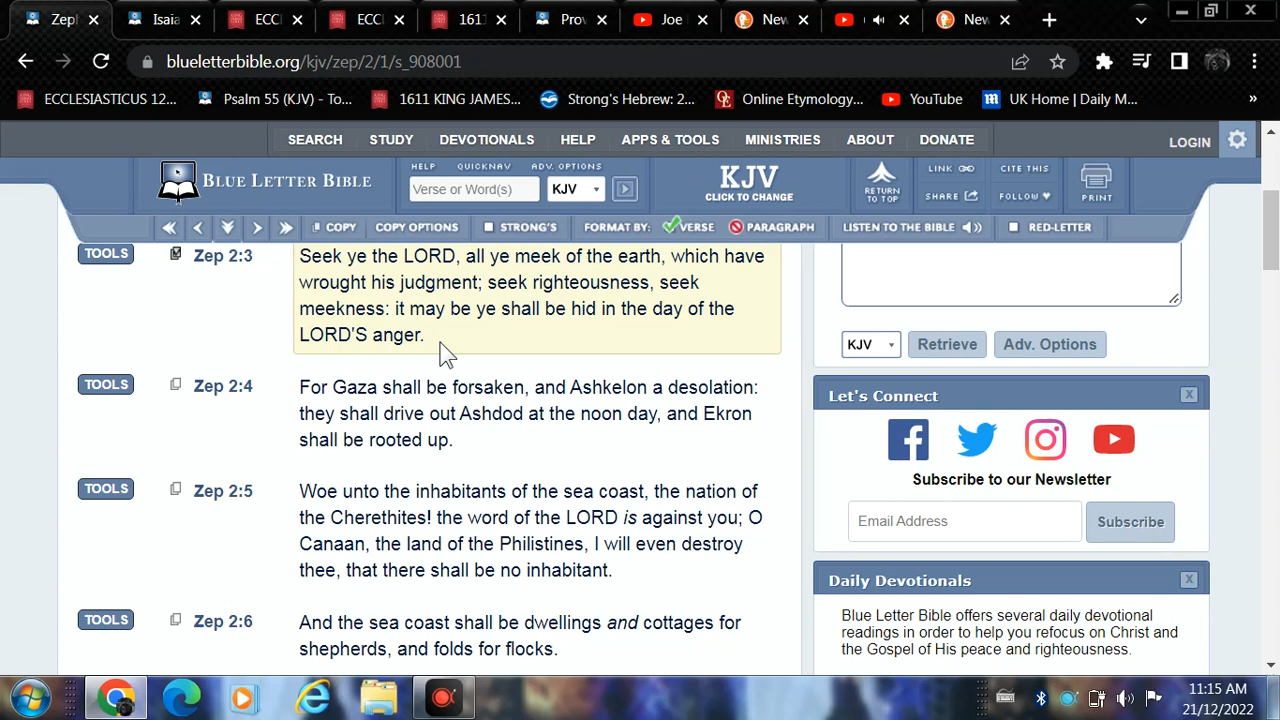 Zepl
Isaia
ECCI
ECCI
1611
Prov
Joe
New
New
blueletterbible.org/kjv/zep/2/1/s_908001
ECCLESIASTICUS 12...
Psalm 55 (KJV) - To...
1611 KING JAMES...
Strong's Hebrew: 2...
Online Etymology...
YouTube
UK Home | Daily M...
»
SEARCH STUDY DEVOTIONALS HELP APPS & TOOLS MINISTRIES ABOUT DONATE LOGIN
BLUE LETTER BIBLE
HELP QUICKNAV ADV. OPTIONS
Verse or Word(s) KJV
KJV
CLICK TO CHANGE
RETURN
TO TOP
LINK CITE THIS
SHARE FOLLOW
PRINT
COPY COPY OPTIONS STRONG'S FORMAT BY: VERSE PARAGRAPH LISTEN TO THE BIBLE RED-LETTER
TOOLS Zep 2:3 Seek ye the LORD, all ye meek of the earth, which have
wrought his judgment; seek righteousness, seek
meekness: it may be ye shall be hid in the day of the
LORD'S anger.
TOOLS Zep 2:4 For Gaza shall be forsaken, and Ashkelon a desolation:
they shall drive out Ashdod at the noon day, and Ekron
shall be rooted up.
TOOLS Zep 2:5 Woe unto the inhabitants of the sea coast, the nation of
the Cherethites! the word of the LORD is against you; O
Canaan, the land of the Philistines, I will even destroy
thee, that there shall be no inhabitant.
TOOLS Zep 2:6 And the sea coast shall be dwellings and cottages for
shepherds, and folds for flocks.
KJV Retrieve Adv. Options
Let's Connect
Subscribe to our Newsletter
Email Address Subscribe
Daily Devotionals
Blue Letter Bible offers several daily devotional
readings in order to help you refocus on Christ and
the Gospel of His peace and righteousness.
11:15 AM
21/12/2022